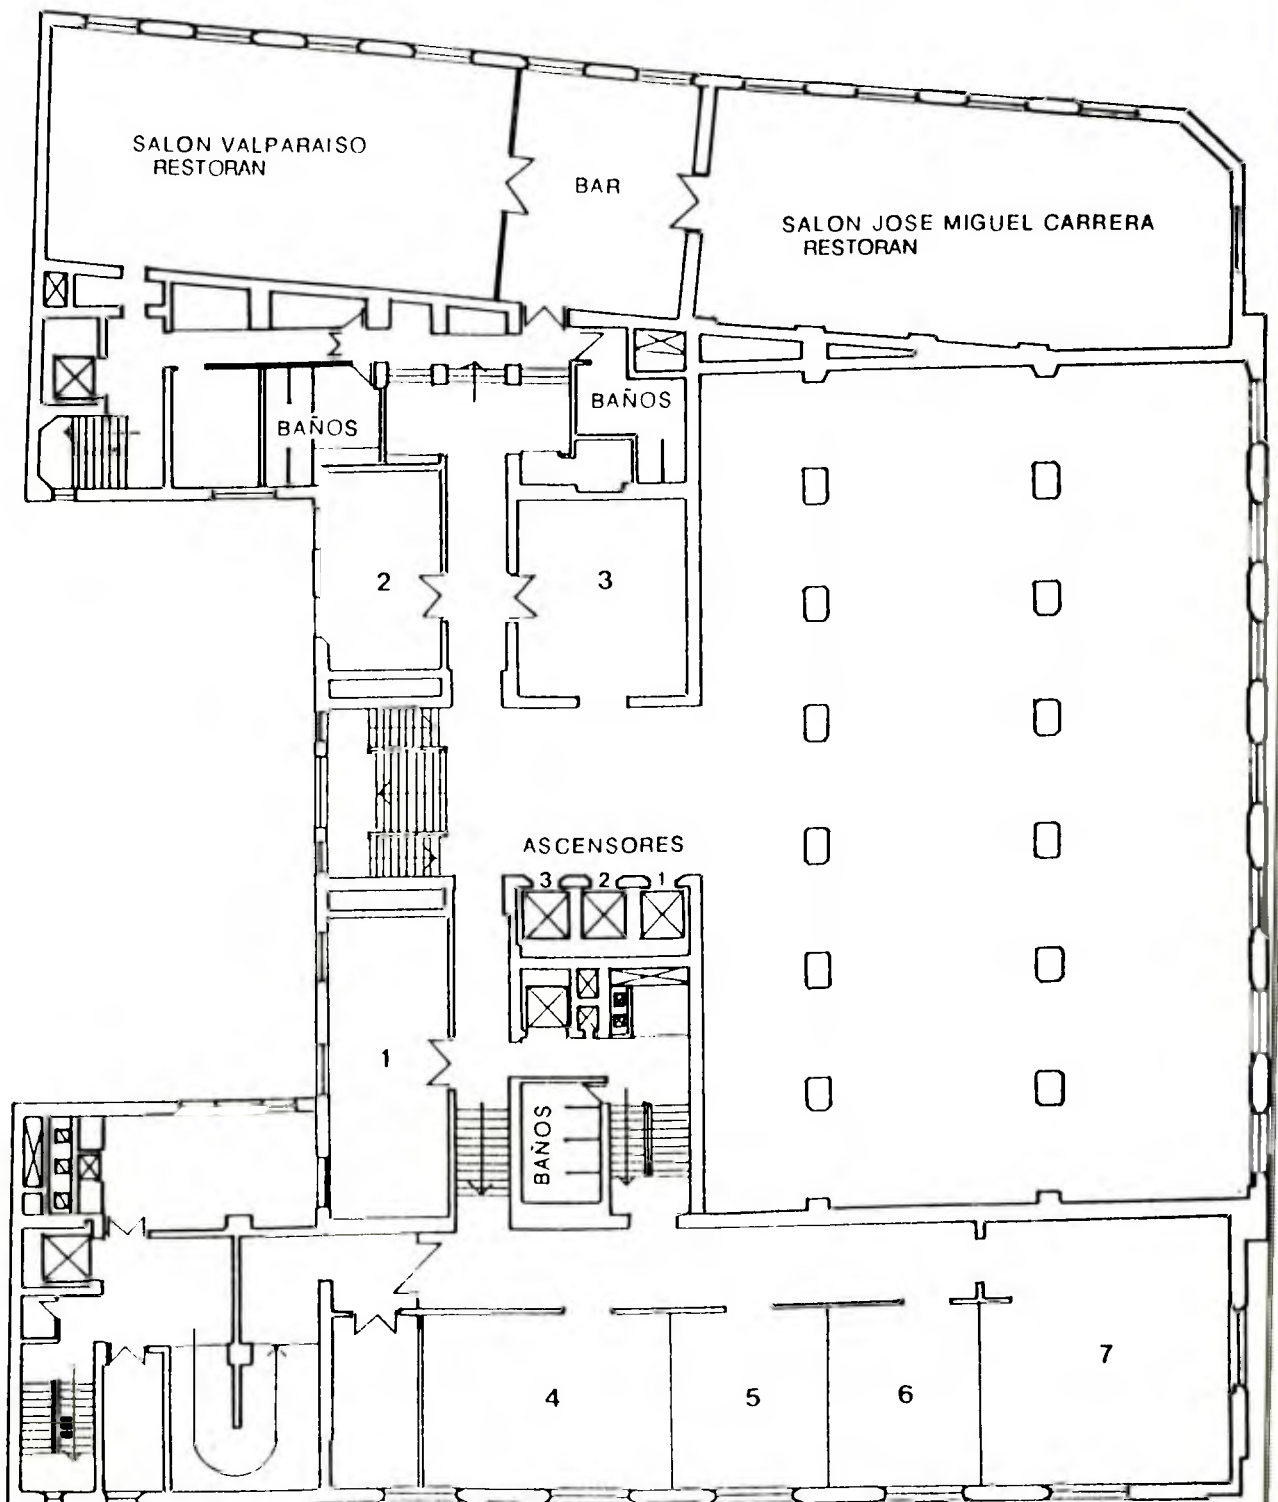 SALON VALPARAISO
RESTORAN
BAR
SALON JOSE MIGUEL CARRERA
RESTORAN
BAÑOS
BAÑOS
2
3
ASCENSORES
3 2 1
1
BAÑOS
4
5
6
7